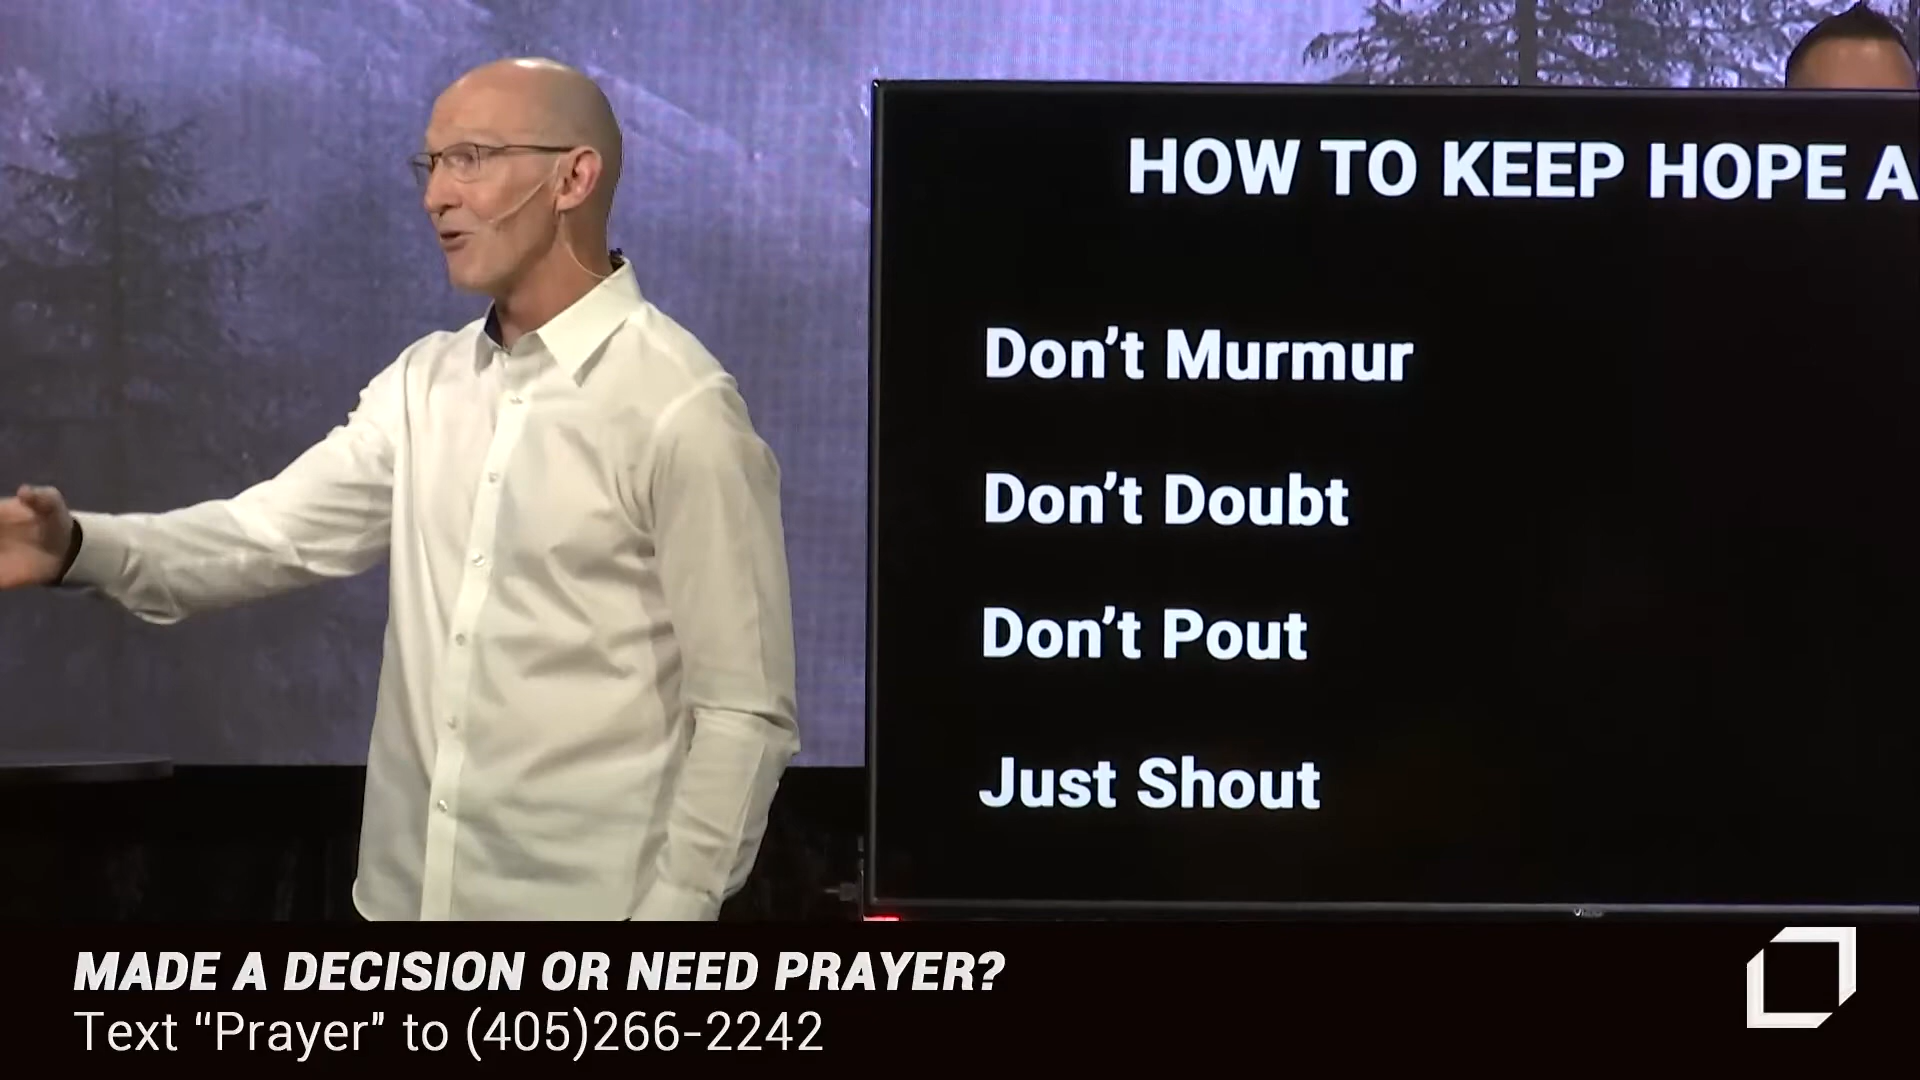 HOW TO KEEP HOPE A
Don't Murmur
Don't Doubt
Don't Pout
Just Shout
VIZIO
MADE A DECISION OR NEED PRAYER?
Text "Prayer" to (405)266-2242